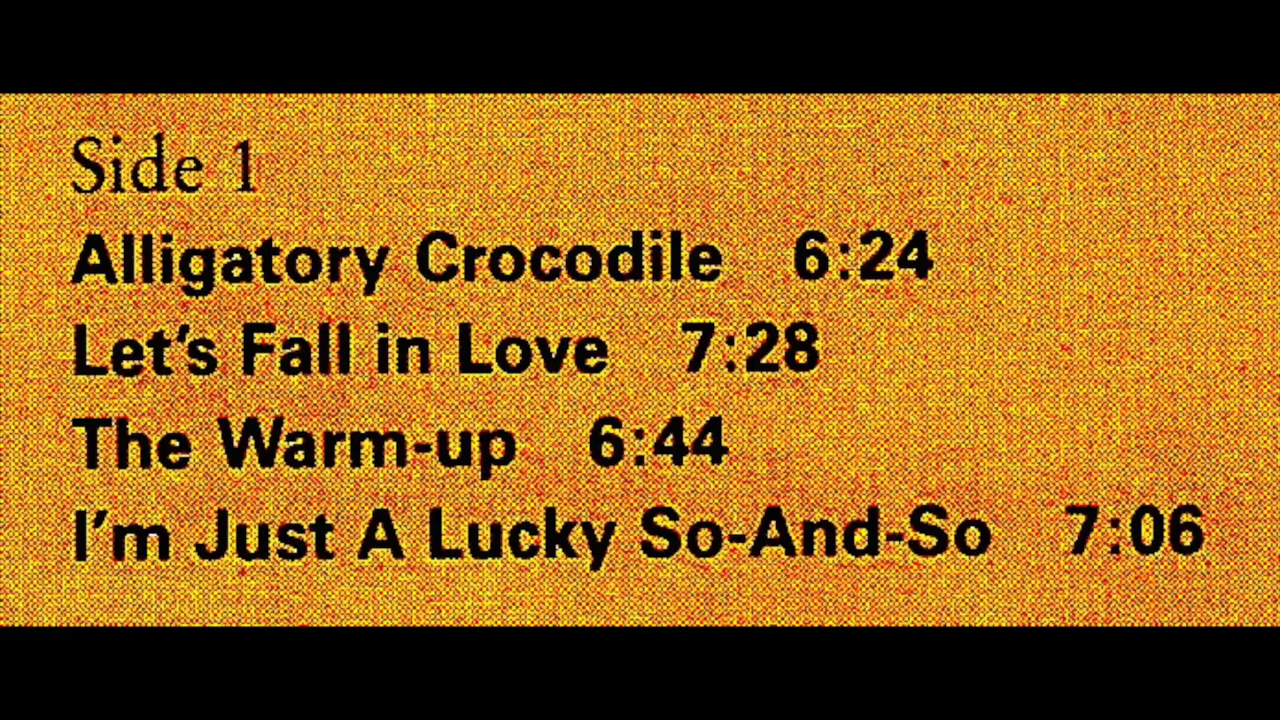 Side 1
Alligatory Crocodile 6:24
Let's Fall in Love 7:28
The Warm-up 6:44
I'm Just A Lucky So-And-So 7:06